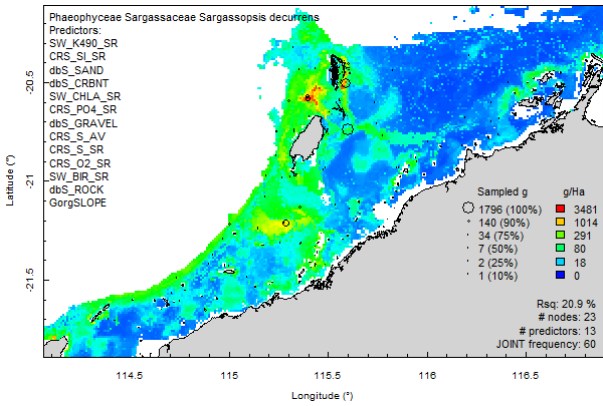 Phaeophyceae Sargassaceae Sargassopsis decurrens
Predictors:
SW_K490_SR
CRS_SI_SR
dbS_SAND
dbS_CRBNT
SW_CHLA_SR
CRS_PO4_SR
dbS_GRAVEL
CRS_S_AV
CRS_S_SR
CRS_O2_SR
SW_BIR_SR
dbS_ROCK
GorgSLOPE
Latitude (°)
-20.5
-21
-21.5
Sampled g
1796 (100%)
140 (90%)
34 (75%)
7 (50%)
2 (25%)
1 (10%)
g/Ha
3481
1014
291
80
18
0
Rsq: 20.9 %
# nodes: 23
# predictors: 13
JOINT frequency: 60
114.5
115
115.5
116
116.5
Longitude (°)